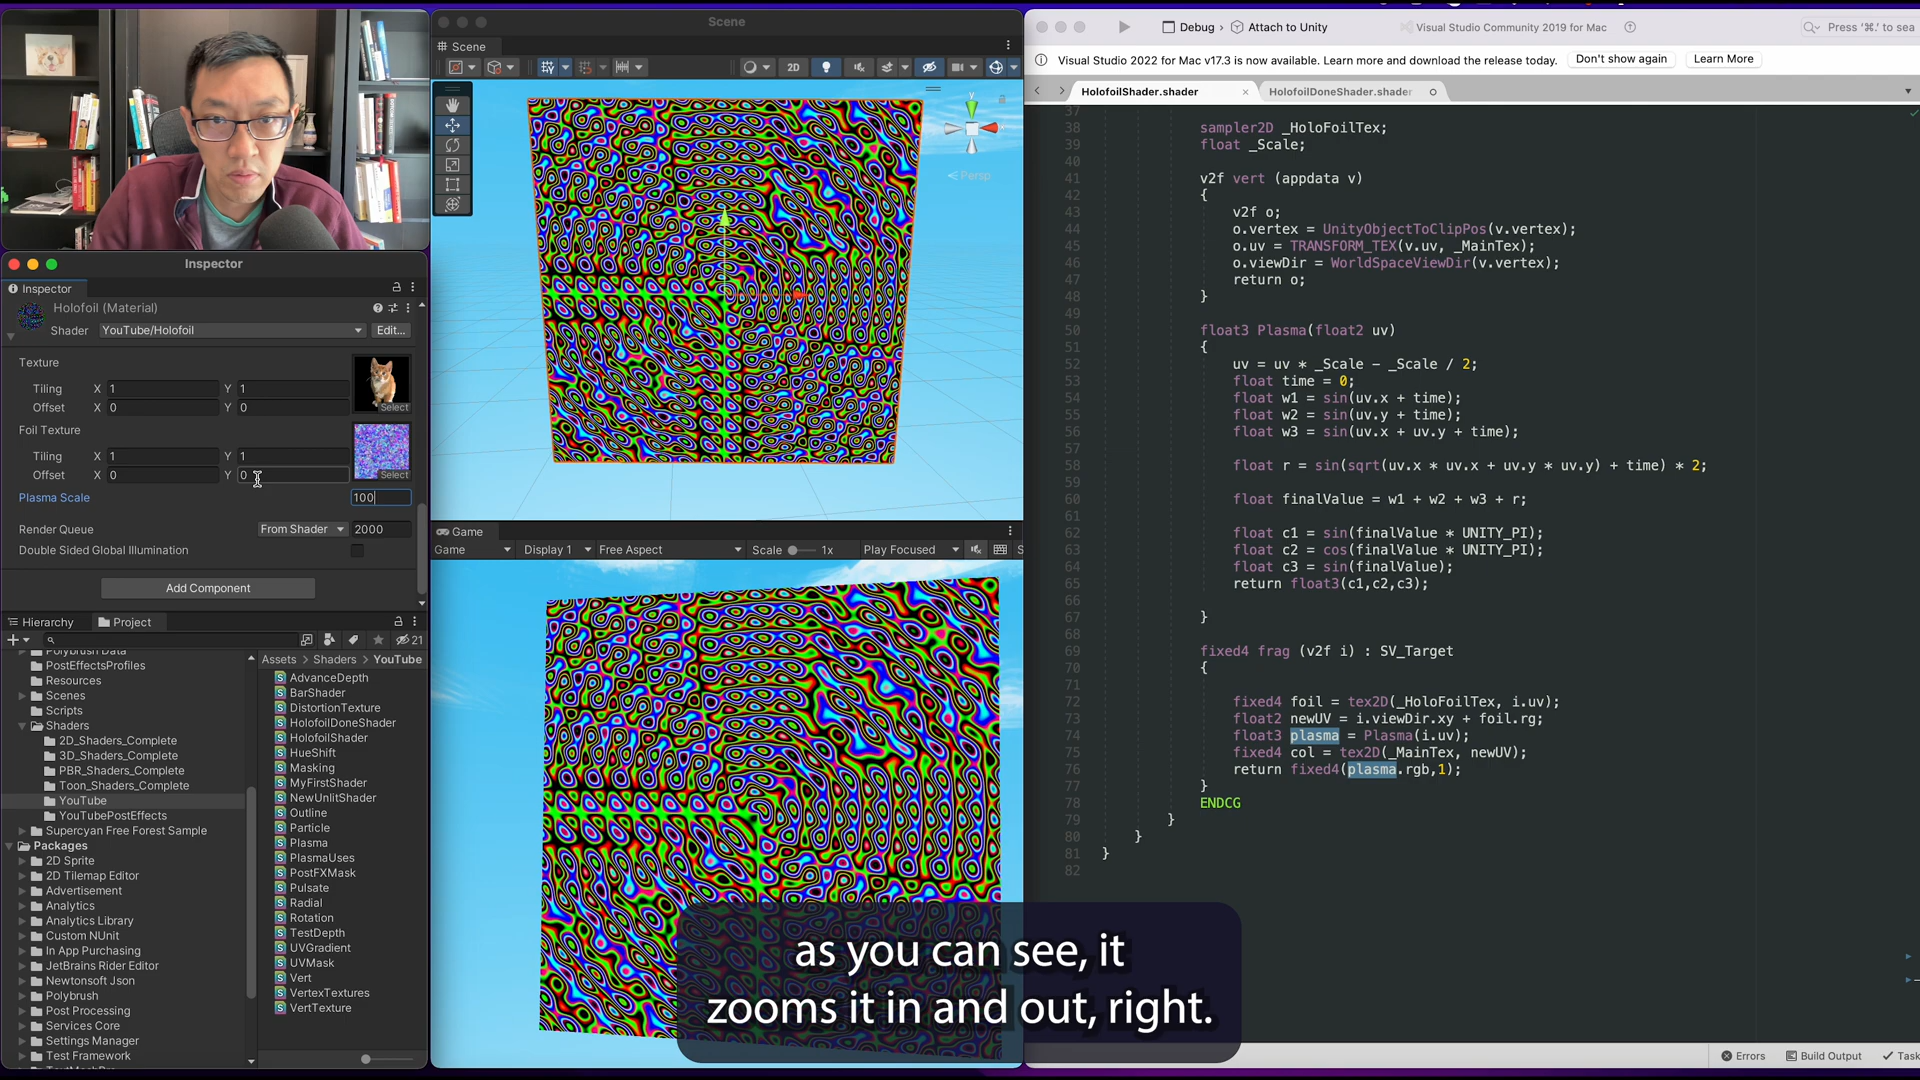 Inspector
Inspector
Holofoil (Material)
Shader YouTube/Holofoil Edit...
Texture
Tiling X 1 Y 1
Offset X 0 Y 0
Select
Foil Texture
Tiling X 1 Y 1
Offset X 0 Y 0
Select
Plasma Scale 100
Render Queue From Shader 2000
Double Sided Global Illumination
Add Component
Hierarchy Project
21
PostEffectsProfiles
Resources
Scenes
Scripts
Shaders
2D_Shaders_Complete
3D_Shaders_Complete
PBR_Shaders_Complete
Toon_Shaders_Complete
YouTube
YouTubePostEffects
Supercyan Free Forest Sample
Packages
2D Sprite
2D Tilemap Editor
Advertisement
Analytics
Analytics Library
Custom NUnit
In App Purchasing
JetBrains Rider Editor
Newtonsoft Json
Polybrush
Post Processing
Services Core
Settings Manager
Test Framework
Assets > Shaders > YouTube
AdvanceDepth
BarShader
DistortionTexture
HolofoilDoneShader
HolofoilShader
HueShift
Masking
MyFirstShader
NewUnlitShader
Outline
Particle
Plasma
PlasmaUses
PostFXMask
Pulsate
Radial
Rotation
TestDepth
UVGradient
UVMask
Vert
VertexTextures
VertTexture
Scene
Scene
2D
y
Persp
Game
Game Display 1 Free Aspect Scale 1x Play Focused S
as you can see, it
zooms it in and out, right.
Debug > Attach to Unity Visual Studio Community 2019 for Mac Press '⌘.' to sea
Visual Studio 2022 for Mac v17.3 is now available. Learn more and download the release today. Don't show again Learn More
HolofoilShader.shader HolofoilDoneShader.shader
37
38 sampler2D _HoloFoilTex;
39 float _Scale;
40
41 v2f vert (appdata v)
42 {
43 v2f o;
44 o.vertex = UnityObjectToClipPos(v.vertex);
45 o.uv = TRANSFORM_TEX(v.uv, _MainTex);
46 o.viewDir = WorldSpaceViewDir(v.vertex);
47 return o;
48 }
49
50 float3 Plasma(float2 uv)
51 {
52 uv = uv * _Scale - _Scale / 2;
53 float time = 0;
54 float w1 = sin(uv.x + time);
55 float w2 = sin(uv.y + time);
56 float w3 = sin(uv.x + uv.y + time);
57
58 float r = sin(sqrt(uv.x * uv.x + uv.y * uv.y) + time) * 2;
59
60 float finalValue = w1 + w2 + w3 + r;
61
62 float c1 = sin(finalValue * UNITY_PI);
63 float c2 = cos(finalValue * UNITY_PI);
64 float c3 = sin(finalValue);
65 return float3(c1,c2,c3);
66
67 }
68
69 fixed4 frag (v2f i) : SV_Target
70 {
71
72 fixed4 foil = tex2D(_HoloFoilTex, i.uv);
73 float2 newUV = i.viewDir.xy + foil.rg;
74 float3 plasma = Plasma(i.uv);
75 fixed4 col = tex2D(_MainTex, newUV);
76 return fixed4(plasma.rgb,1);
77 }
78 ENDCG
79 }
80 }
81 }
82
Errors Build Output Task